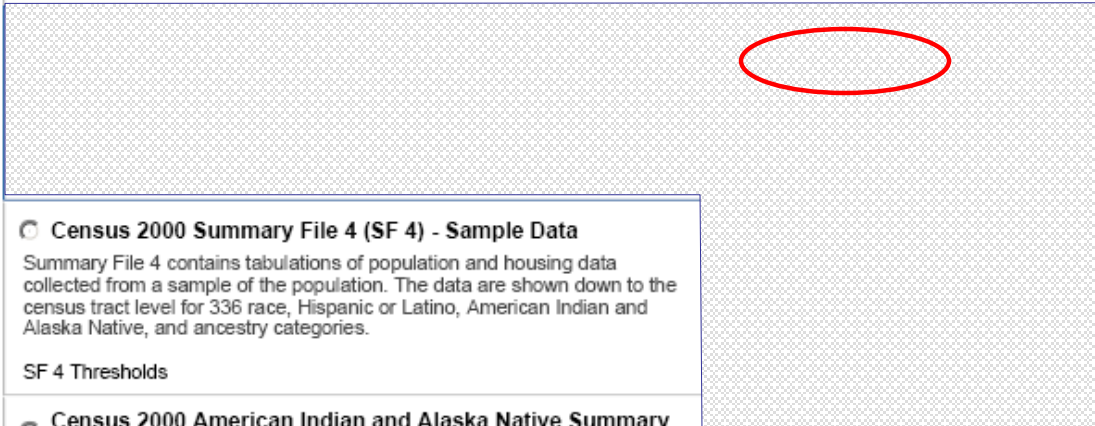 Census 2000 Summary File 4 (SF 4) - Sample Data
Summary File 4 contains tabulations of population and housing data
collected from a sample of the population. The data are shown down to the
census tract level for 336 race, Hispanic or Latino, American Indian and
Alaska Native, and ancestry categories.
SF 4 Thresholds
Census 2000 American Indian and Alaska Native Summary